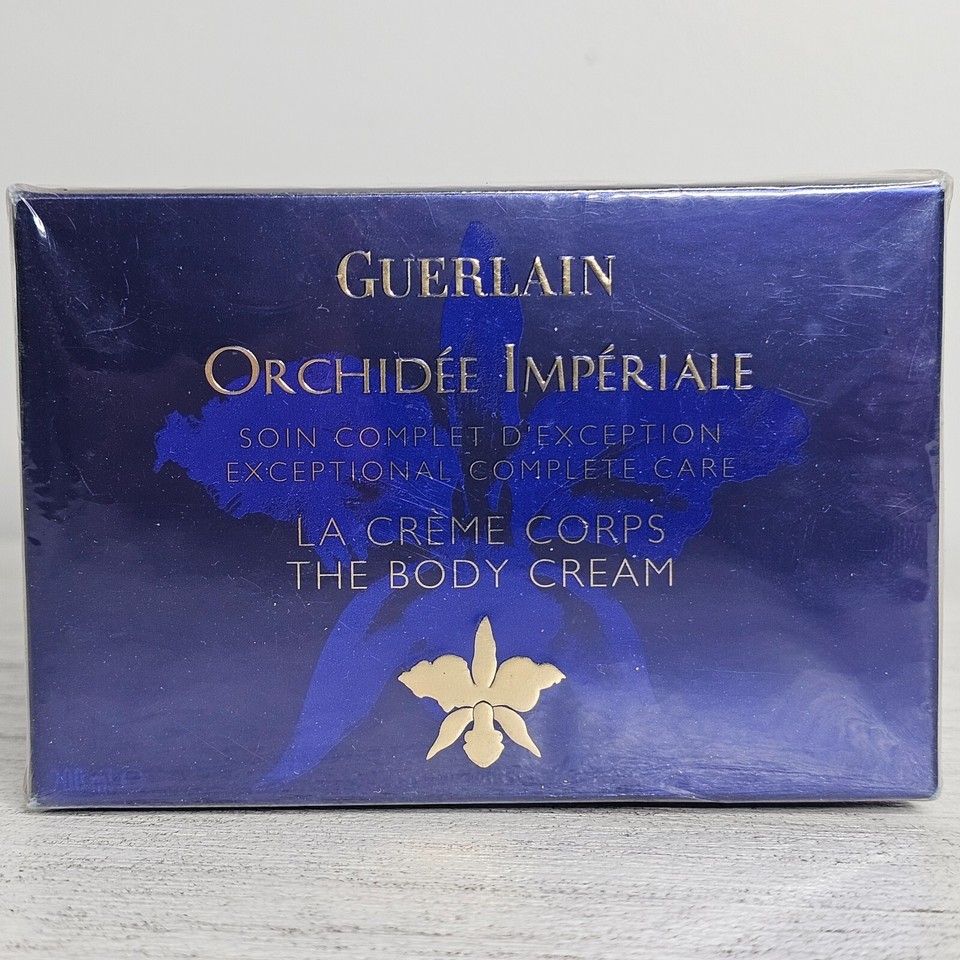 GUERLAIN
ORCHIDÉE IMPÉRIALE
SOIN COMPLET D'EXCEPTION
EXCEPTIONAL COMPLETE CARE
LA CRÈME CORPS
THE BODY CREAM